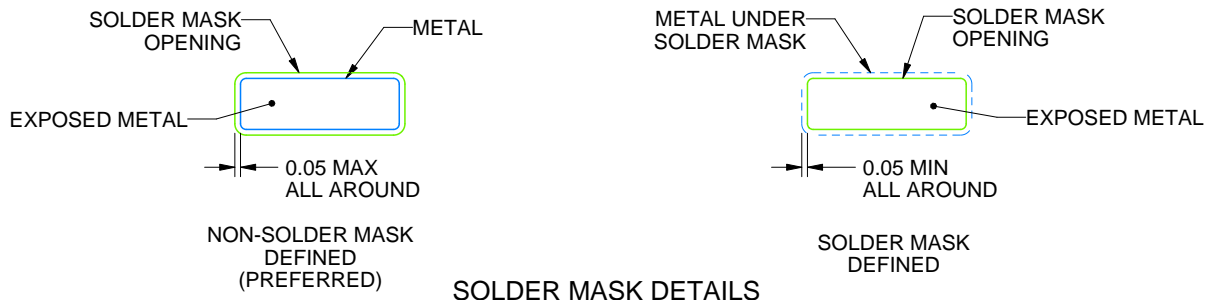 SOLDER MASK
OPENING
METAL
EXPOSED METAL
0.05 MAX
ALL AROUND
NON-SOLDER MASK
DEFINED
(PREFERRED)
METAL UNDER
SOLDER MASK
SOLDER MASK
OPENING
EXPOSED METAL
0.05 MIN
ALL AROUND
SOLDER MASK
DEFINED
SOLDER MASK DETAILS